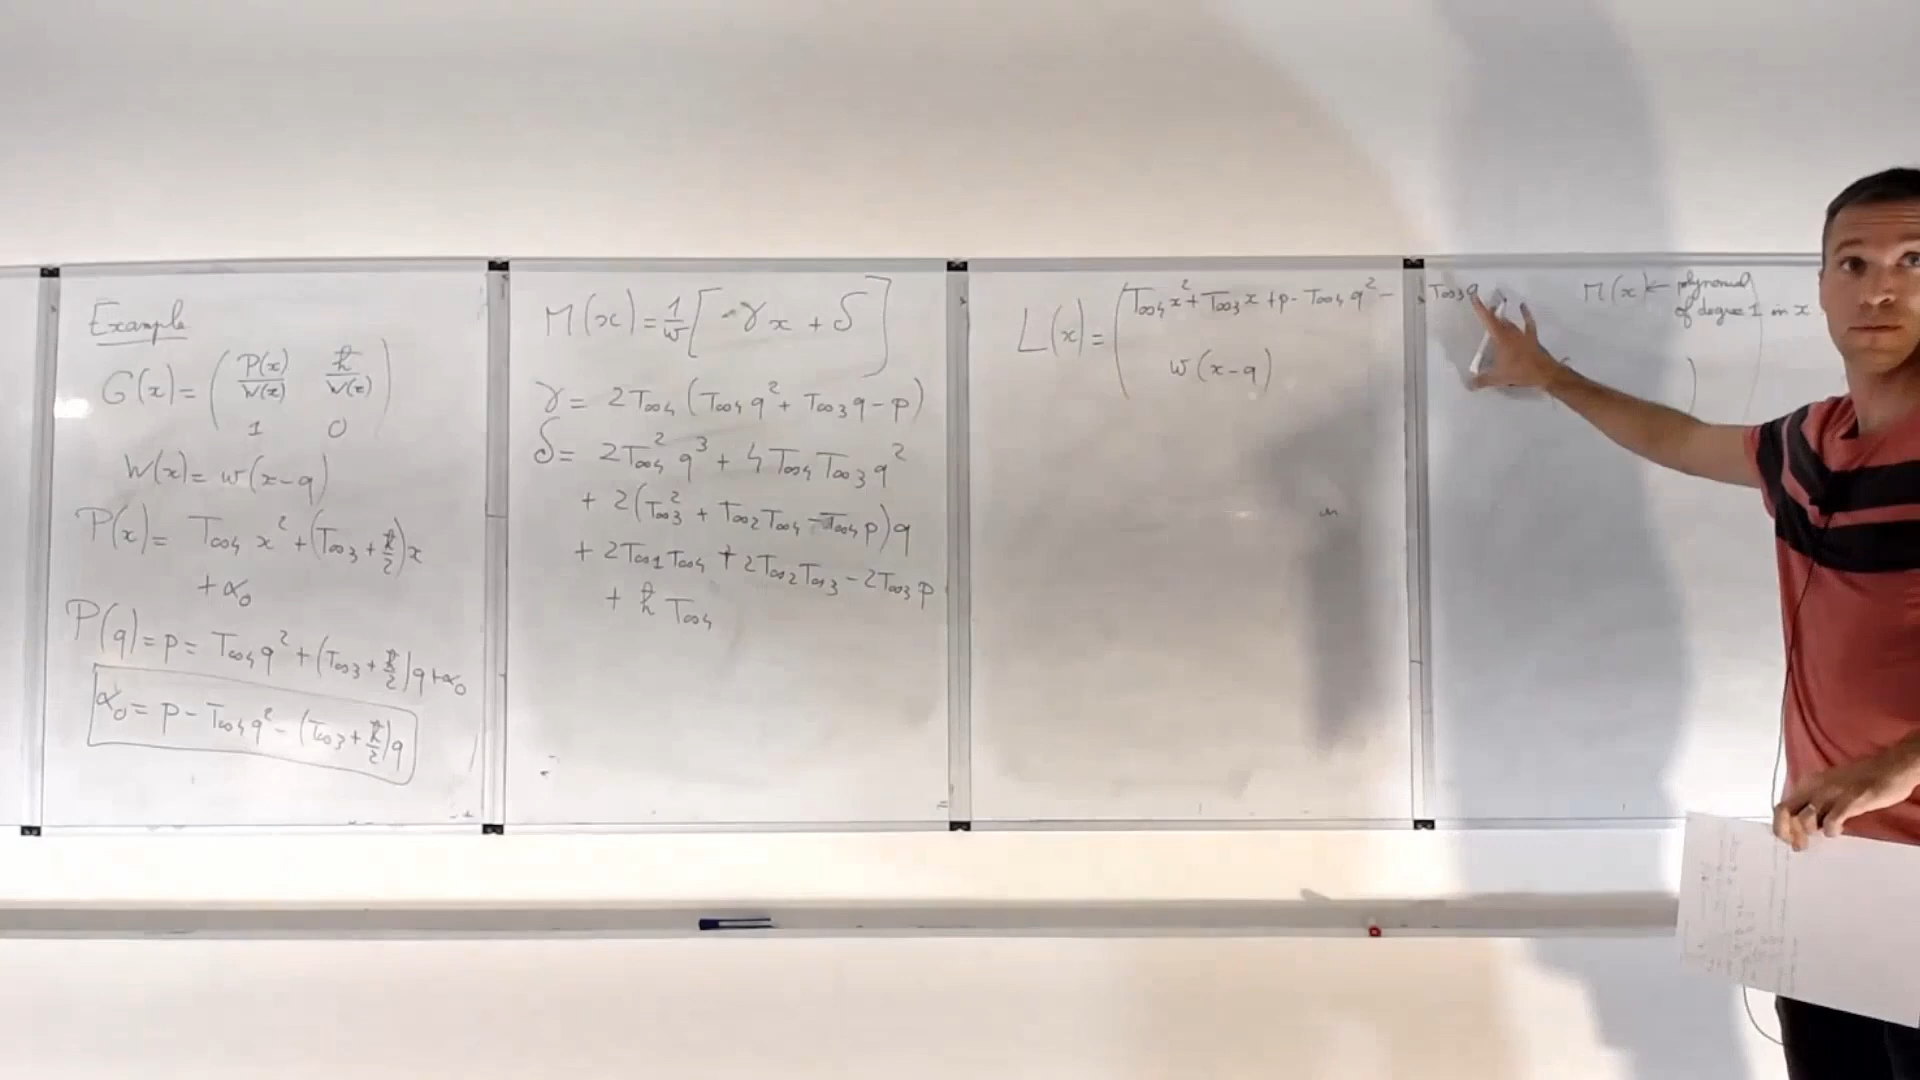 Example
G(x) = ( P(x)/W(x) ħ/W(x)
1 0 )
W(x) = w(x-q)
P(x) = T∞4 x² + (T∞3 + ħ/2)x
+ α0
P(q) = p = T∞4 q² + (T∞3 + ħ/2)q + α0
α0 = p - T∞4 q² - (T∞3 + ħ/2)q
M(x) = 1/w [ -γx + δ ]
γ = 2T∞4 (T∞4 q² + T∞3 q - p)
δ = 2T∞4² q³ + 4T∞4 T∞3 q²
+ 2(T∞3² + T∞2 T∞4 - T∞4 p)q
+ 2T∞1 T∞4 + 2T∞2 T∞3 - 2T∞3 p
+ ħ T∞4
L(x) = ( T∞4 x² + T∞3 x + p - T∞4 q² - T∞3 q M(x) ← polynomial
of degree 1 in x
w(x-q) )